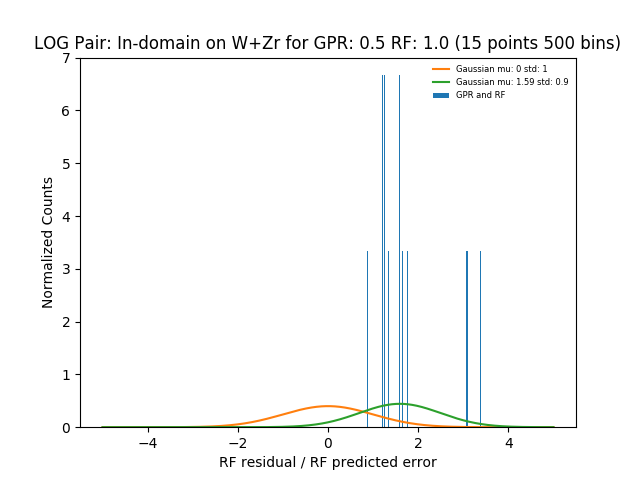 LOG Pair: In-domain on W+Zr for GPR: 0.5 RF: 1.0 (15 points 500 bins)
Gaussian mu: 0 std: 1
Gaussian mu: 1.59 std: 0.9
GPR and RF
Normalized Counts
7
6
5
4
3
2
1
0
−4 −2 0 2 4
RF residual / RF predicted error